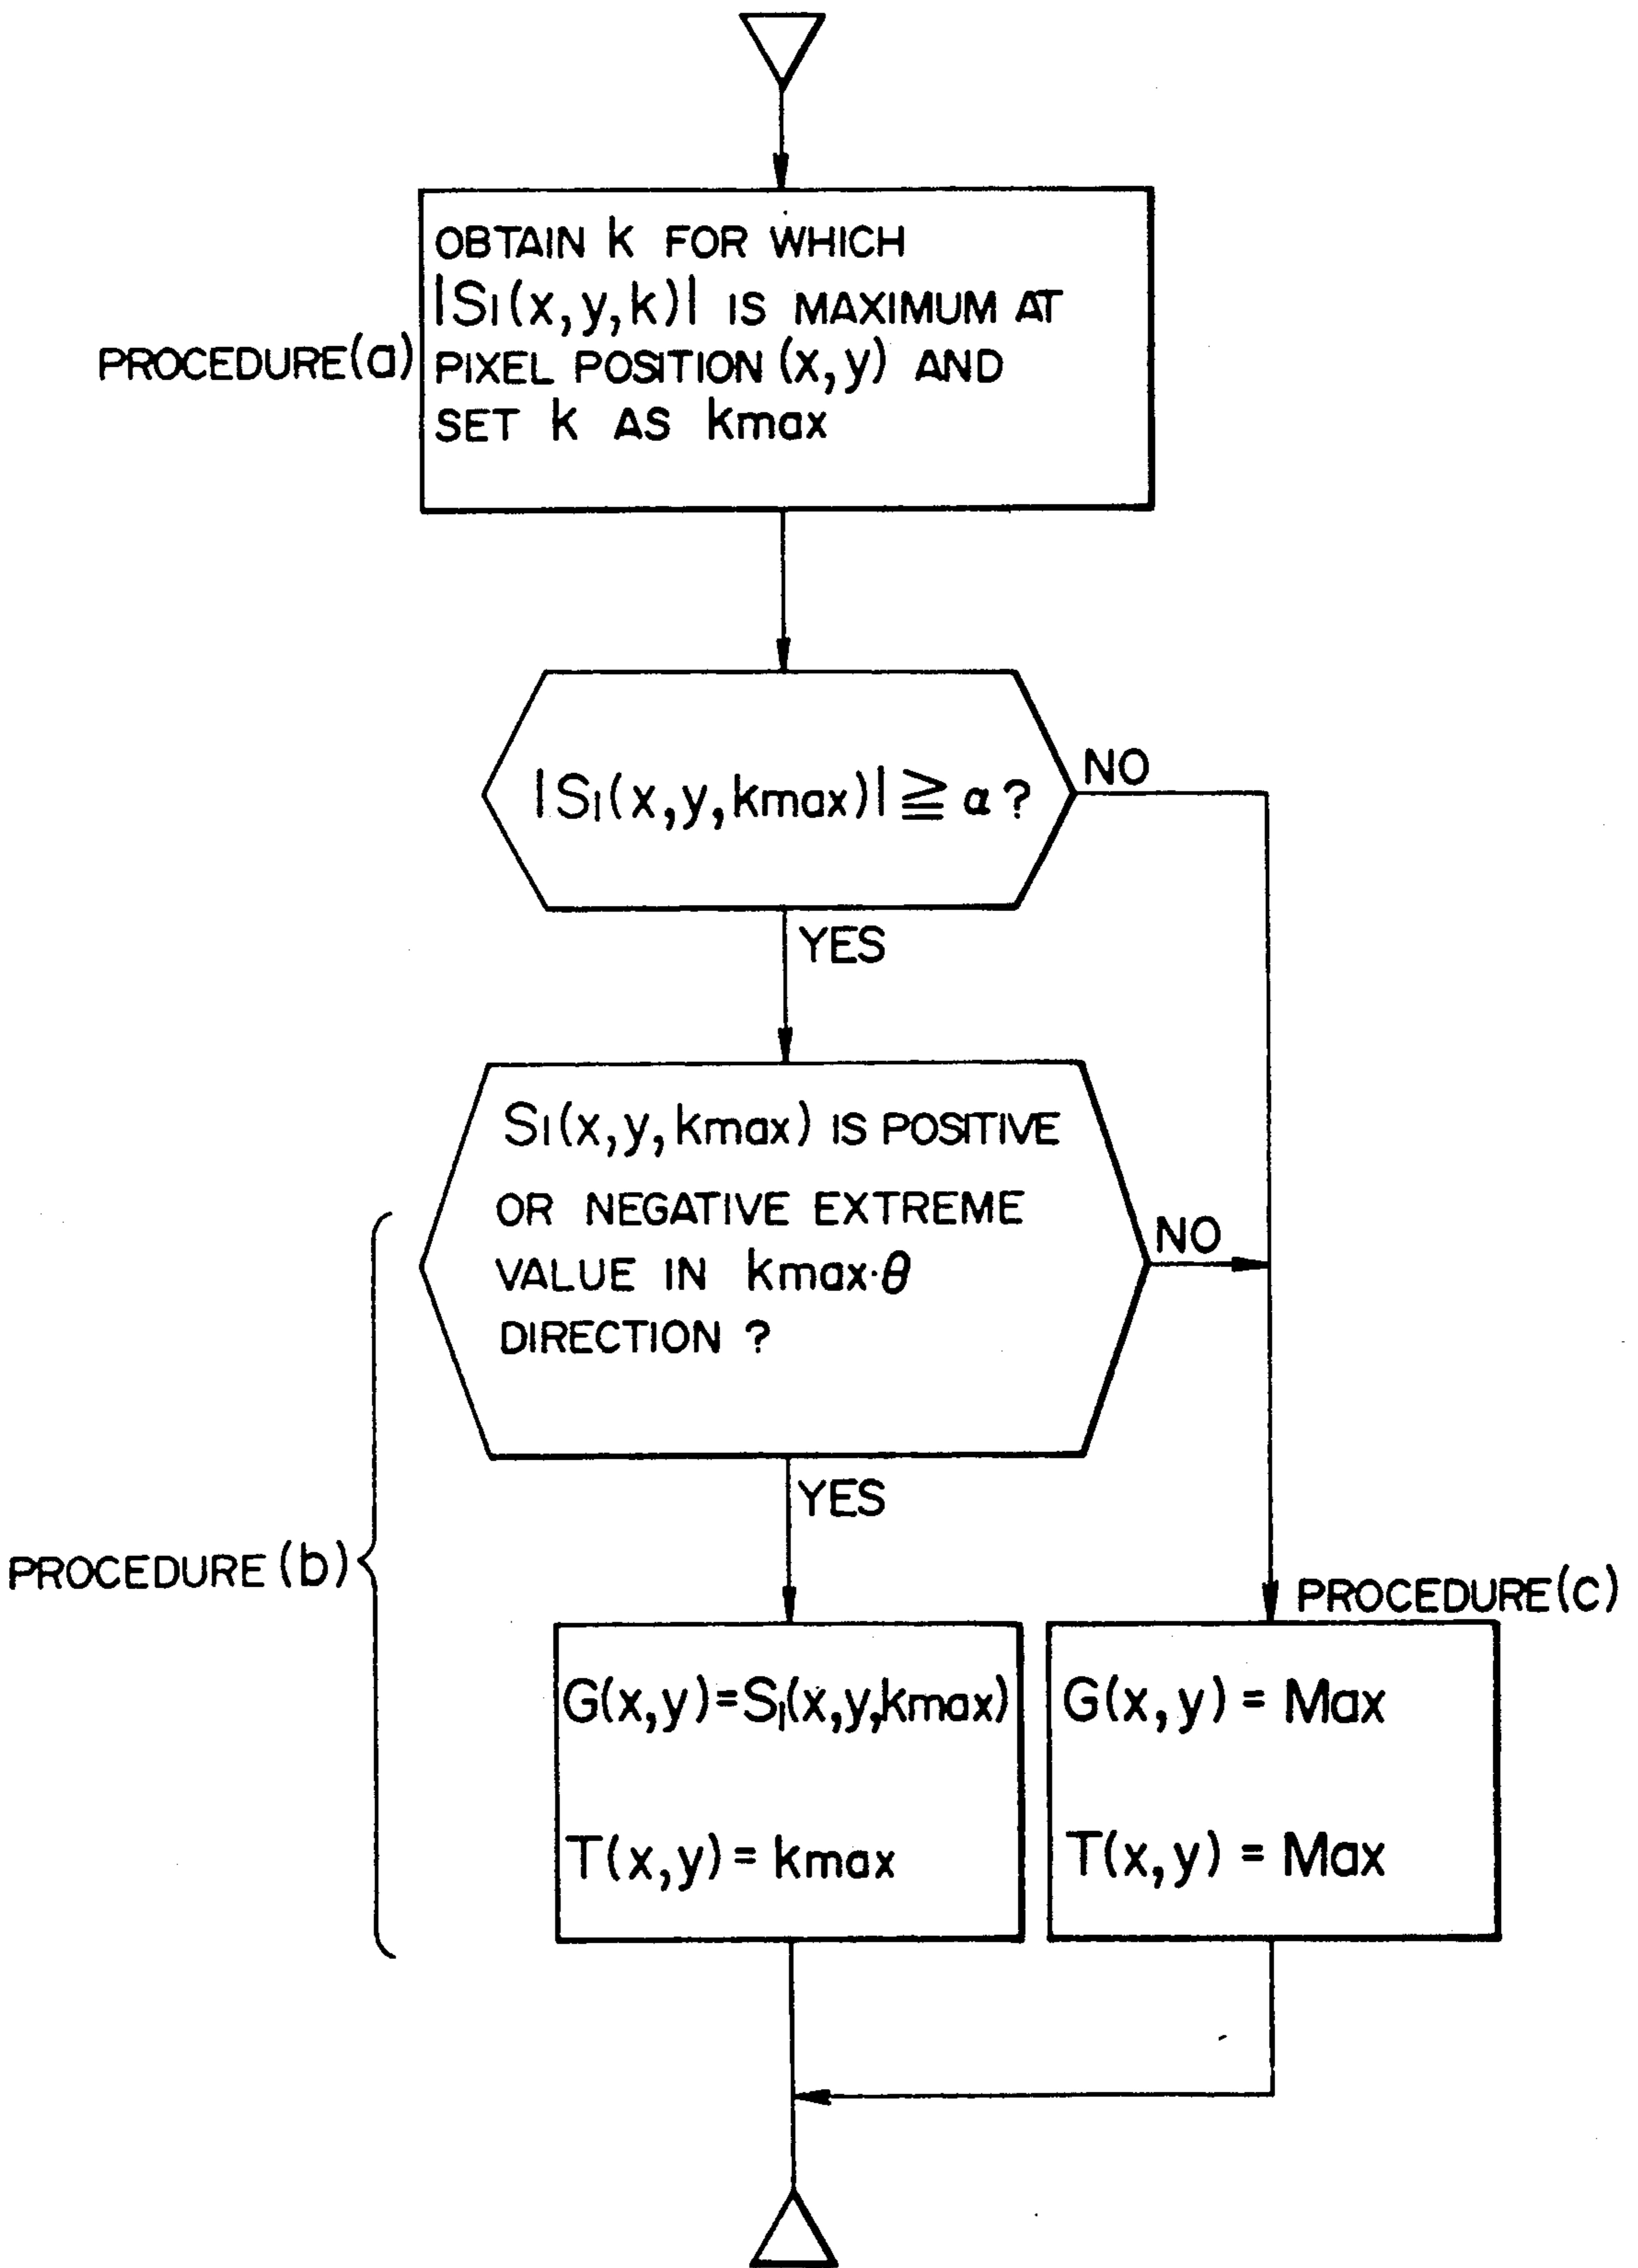 OBTAIN k FOR WHICH
|S1(x,y,k)| IS MAXIMUM AT
PROCEDURE(a) PIXEL POSITION (x,y) AND
SET k AS kmax
|S1(x,y,kmax)| ≧ α ?
NO
YES
S1(x,y,kmax) IS POSITIVE
OR NEGATIVE EXTREME
VALUE IN kmax·θ
DIRECTION ?
NO
YES
PROCEDURE (b)
PROCEDURE(c)
G(x,y)=S1(x,y,kmax)
T(x,y)= kmax
G(x,y) = Max
T(x,y) = Max